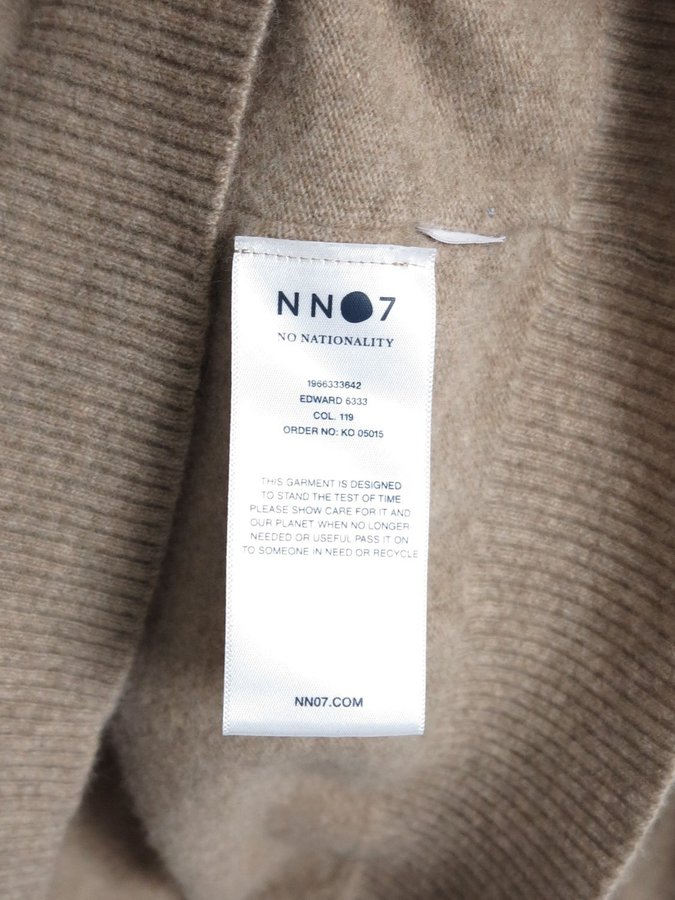 NN07
NO NATIONALITY
1966333642
EDWARD 6333
COL. 119
ORDER NO: KO 05015
THIS GARMENT IS DESIGNED
TO STAND THE TEST OF TIME
PLEASE SHOW CARE FOR IT AND
OUR PLANET WHEN NO LONGER
NEEDED OR USEFUL PASS IT ON
TO SOMEONE IN NEED OR RECYCLE
NN07.COM